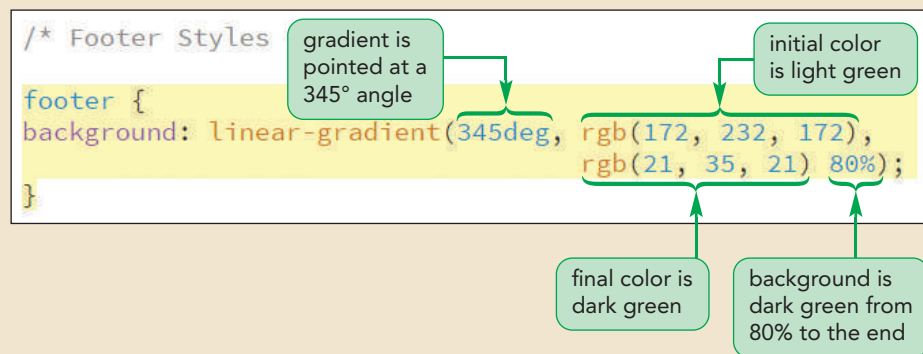 /* Footer Styles
gradient is
pointed at a
345° angle
initial color
is light green
footer {
background: linear-gradient(345deg, rgb(172, 232, 172),
rgb(21, 35, 21) 80%);
}
final color is
dark green
background is
dark green from
80% to the end